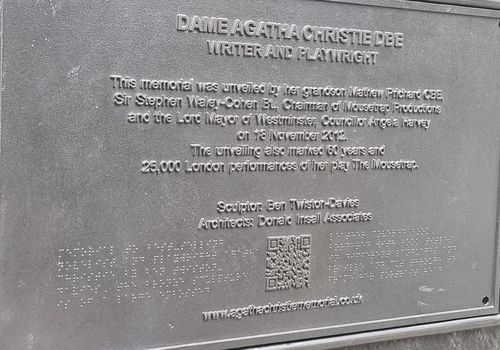 DAME AGATHA CHRISTIE DBE
WRITER AND PLAYWRIGHT
This memorial was unveiled by her grandson Mathew Prichard CBE,
Sir Stephen Waley-Cohen Bt., Chairman of Mousetrap Productions
and the Lord Mayor of Westminster, Councillor Angela Harvey
on 18 November 2012.
The unveiling also marked 60 years and
25,000 London performances of her play The Mousetrap.
Sculptor: Ben Twiston-Davies
Architects: Donald Insall Associates
www.agathachristiememorial.co.uk